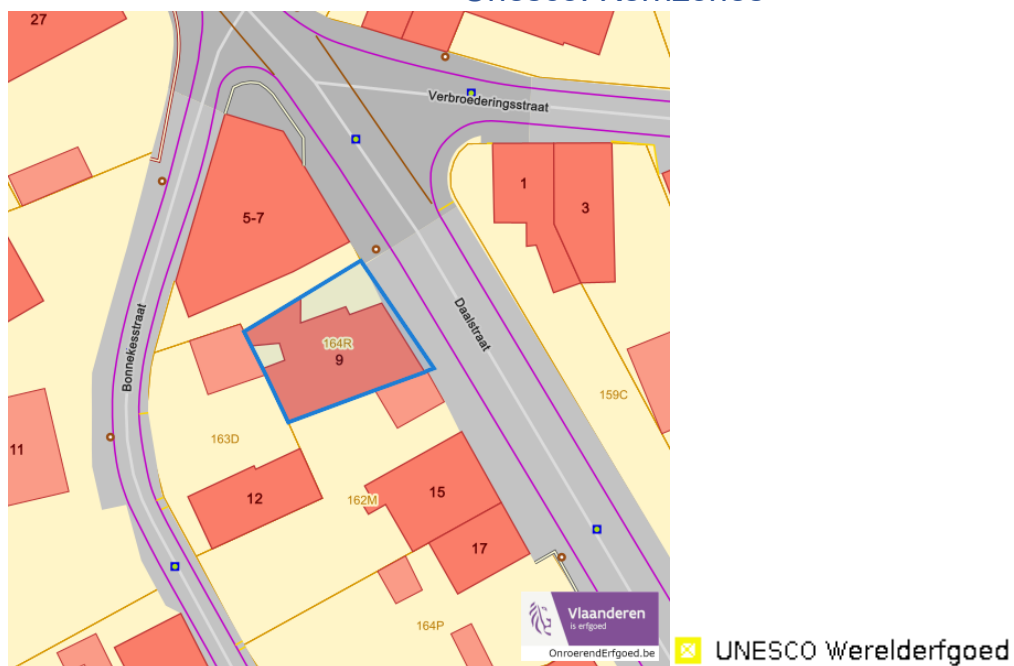 27
Verbroederingsstraat
1
3
5-7
Bonnekesstraat
Daalstraat
164R
9
159C
163D
11
12
162M
15
17
164P
Vlaanderen
is erfgoed
OnroerendErfgoed.be
UNESCO Werelderfgoed